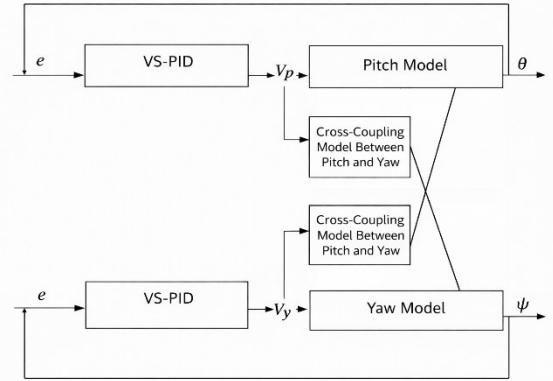 e
VS-PID
Vp
Pitch Model
θ
Cross-Coupling
Model Between
Pitch and Yaw
Cross-Coupling
Model Between
Pitch and Yaw
e
VS-PID
Vy
Yaw Model
ψ